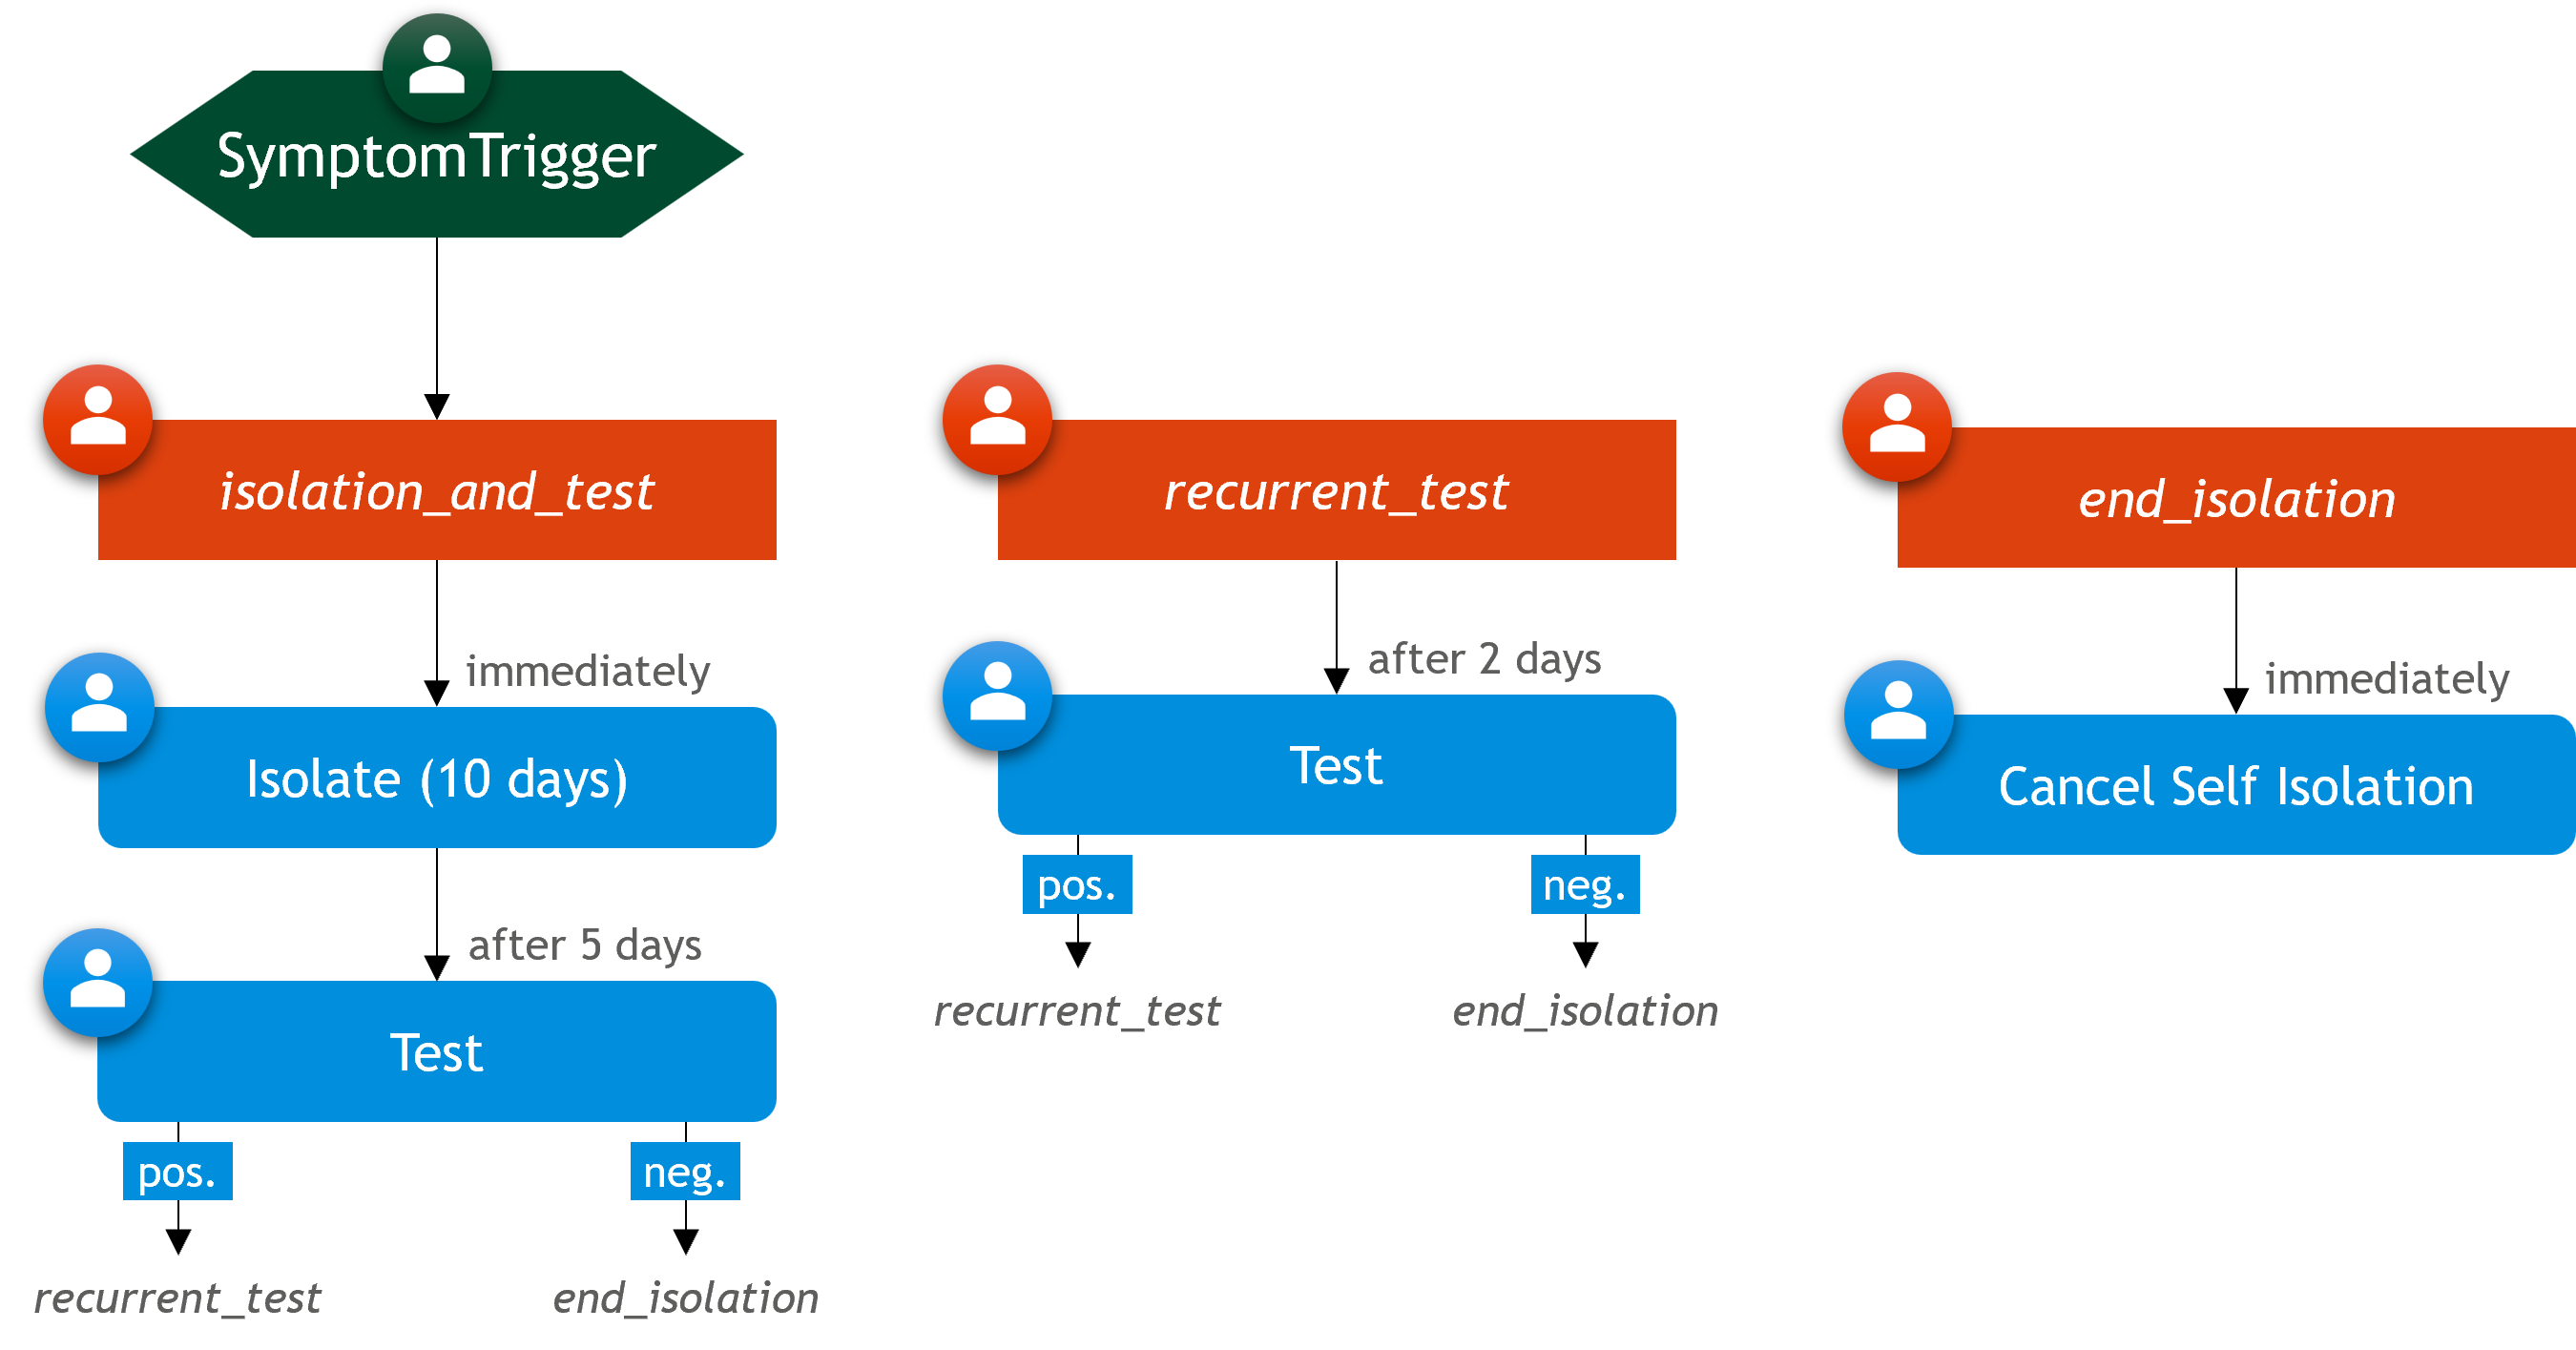 SymptomTrigger
isolation_and_test
immediately
Isolate (10 days)
after 5 days
Test
pos.
neg.
recurrent_test
end_isolation
recurrent_test
after 2 days
Test
pos.
neg.
recurrent_test
end_isolation
end_isolation
immediately
Cancel Self Isolation